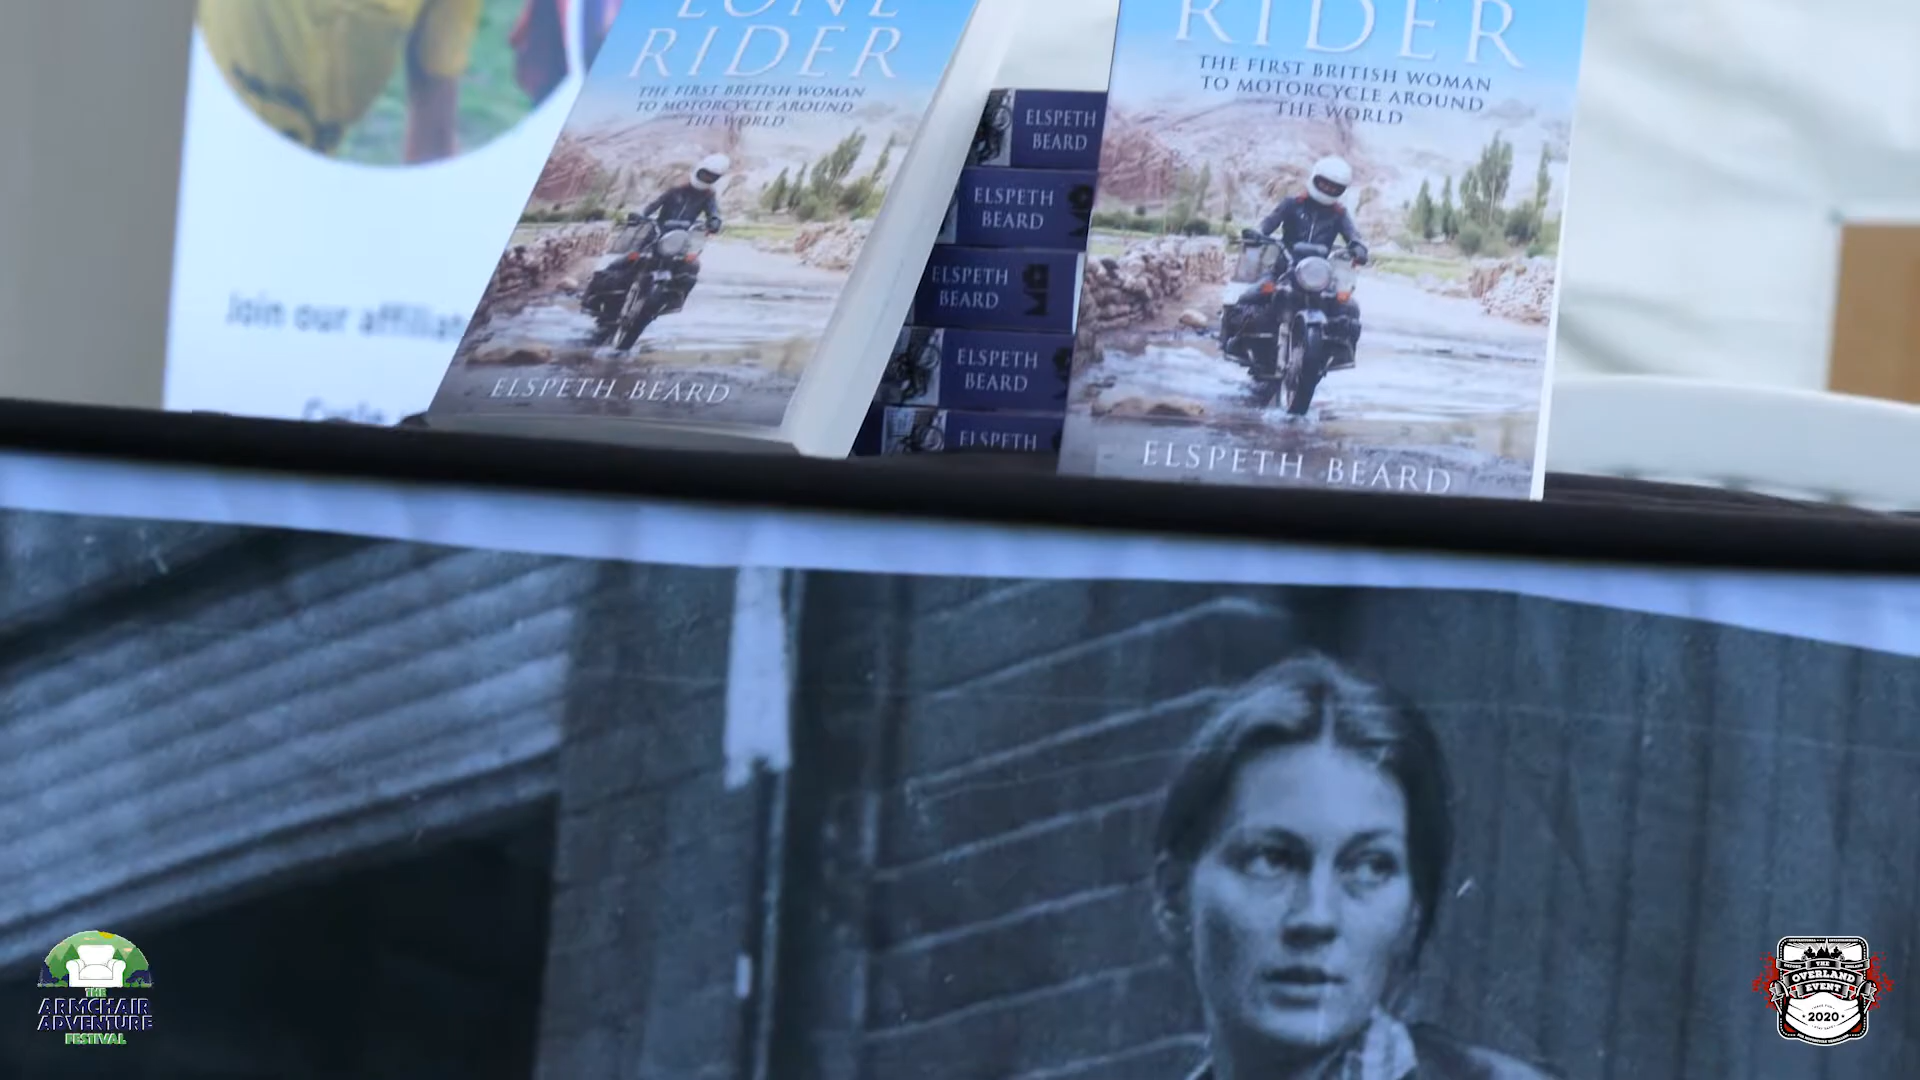 LONE
RIDER
THE FIRST BRITISH WOMAN
TO MOTORCYCLE AROUND
THE WORLD
ELSPETH BEARD
RIDER
THE FIRST BRITISH WOMAN
TO MOTORCYCLE AROUND
THE WORLD
ELSPETH BEARD
ELSPETH
BEARD
ELSPETH
BEARD
ELSPETH
BEARD
ELSPETH
BEARD
ELSPETH
Join our affiliat
Cycle
THE
ARMCHAIR
ADVENTURE
FESTIVAL
THE
OVERLAND
EVENT
2020